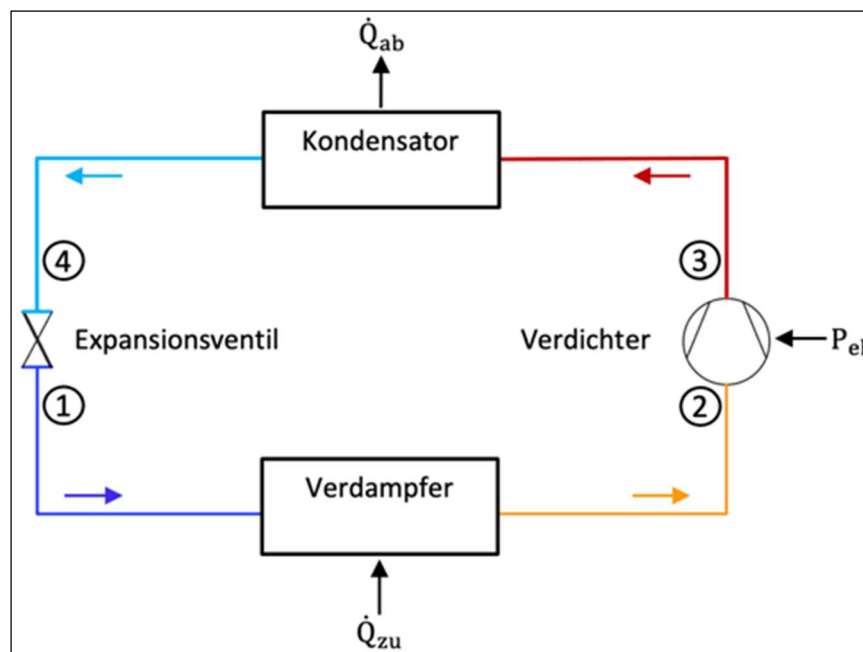 Q̇ab
Kondensator
④ ③
Expansionsventil Verdichter Pel
① ②
Verdampfer
Q̇zu